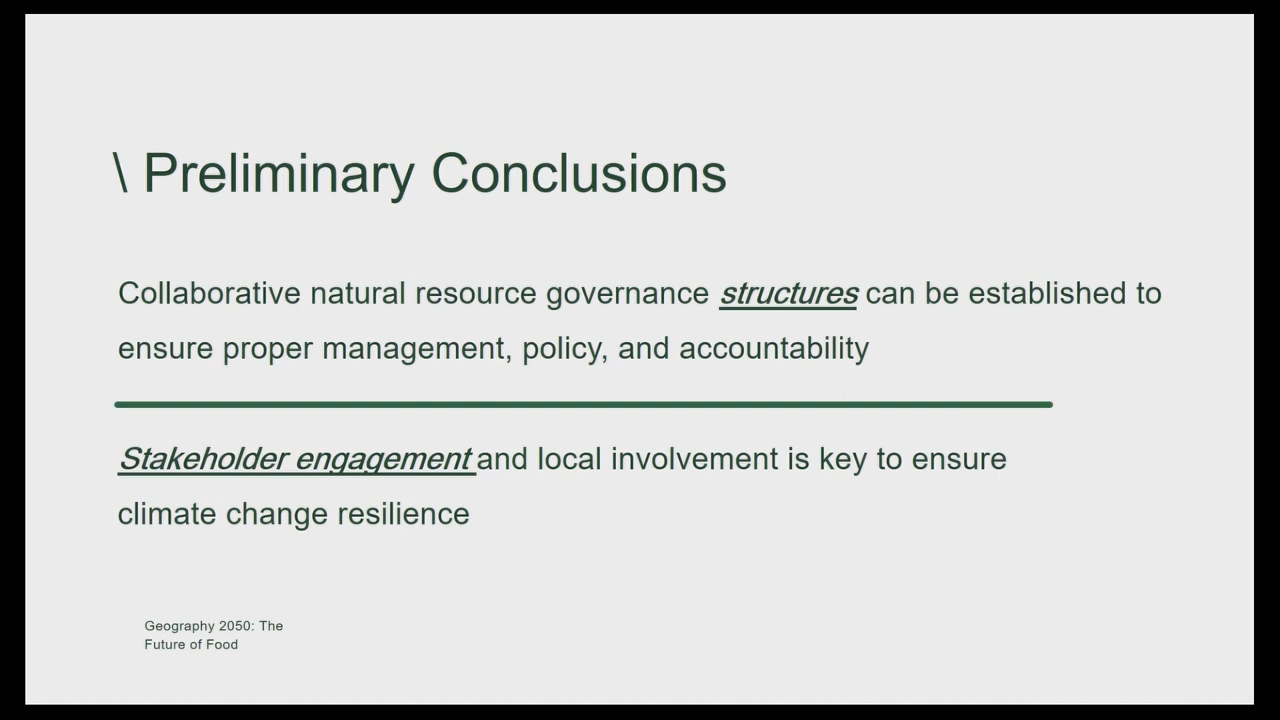 \ Preliminary Conclusions
Collaborative natural resource governance structures can be established to
ensure proper management, policy, and accountability
Stakeholder engagement and local involvement is key to ensure
climate change resilience
Geography 2050: The
Future of Food